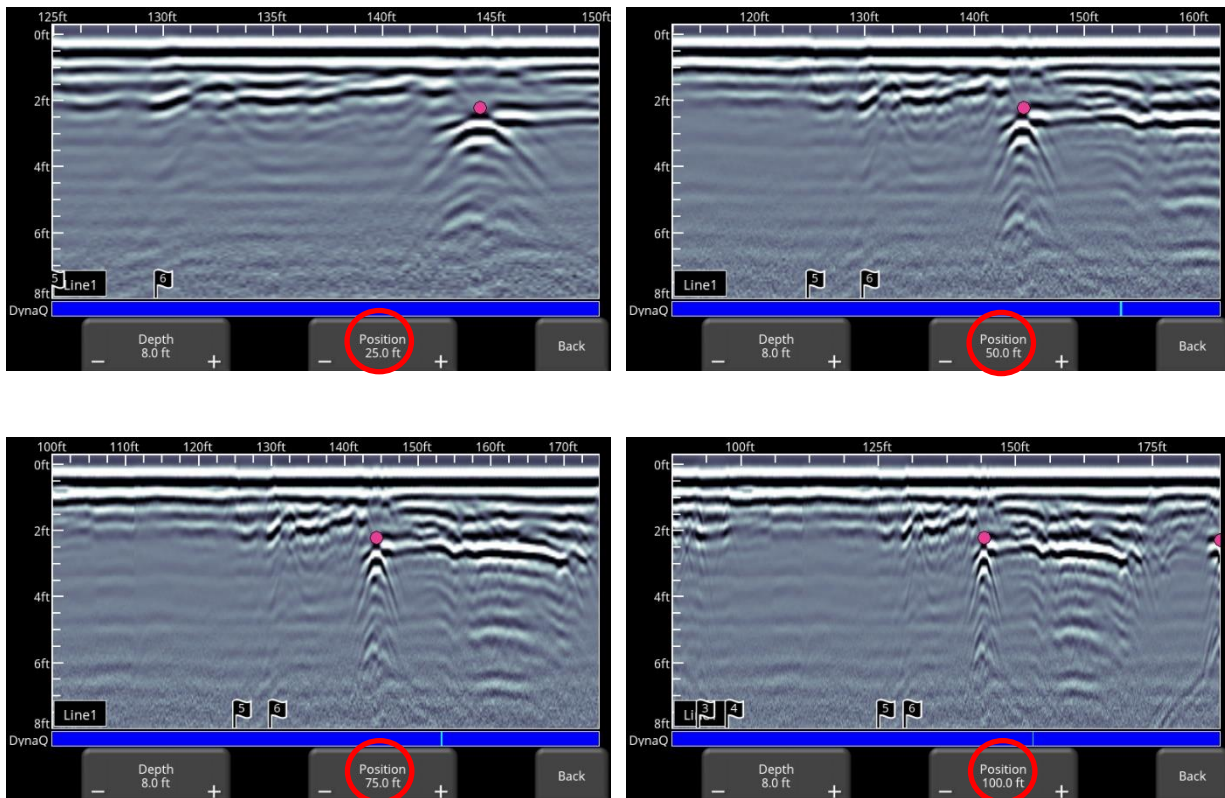 125ft 130ft 135ft 140ft 145ft 150ft
0ft
2ft
4ft
6ft
8ft
5 6
Line1
DynaQ
Depth
8.0 ft
− +
Position
25.0 ft
− +
Back
120ft 130ft 140ft 150ft 160ft
0ft
2ft
4ft
6ft
8ft
5 6
Line1
DynaQ
Depth
8.0 ft
− +
Position
50.0 ft
− +
Back
100ft 110ft 120ft 130ft 140ft 150ft 160ft 170ft
0ft
2ft
4ft
6ft
8ft
5 6
Line1
DynaQ
Depth
8.0 ft
− +
Position
75.0 ft
− +
Back
100ft 125ft 150ft 175ft
0ft
2ft
4ft
6ft
8ft
3 4 5 6
DynaQ
Depth
8.0 ft
− +
Position
100.0 ft
− +
Back